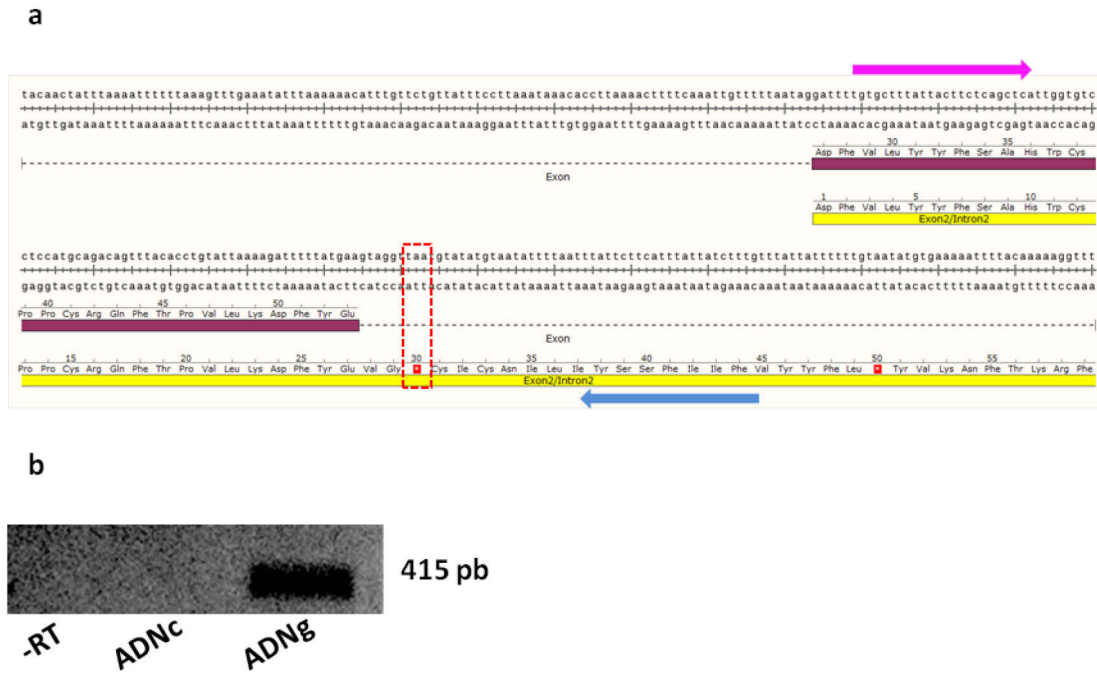 a
tacaactatttaaaattttttaaagtttgaaatatttaaaaaacatttgttctgttatttccttaaataaacaccttaaaacttttcaaattgtttttaataggattttgtgctttattacttctcagctcattggtgtc
atgttgataaattttaaaaaatttcaaactttataaattttttgtaaacaagacaataaaggaatttatttgtggaattttgaaaagtttaacaaaaattatcctaaaacacgaaataatgaagagtcgagtaaccacag
30 35
Asp Phe Val Leu Tyr Tyr Phe Ser Ala His Trp Cys
Exon
1 5 10
Asp Phe Val Leu Tyr Tyr Phe Ser Ala His Trp Cys
Exon2/Intron2
ctccatgcagacagtttacacctgtattaaaagatttttatgaagtaggttaatgtatatgtaatattttaatttattcttcatttattatctttgtttattattttttgtaatatgtgaaaaattttacaaaaaggttt
gaggtacgtctgtcaaatgtggacataattttctaaaaatacttcatccaattacatatacattataaaattaaataagaagtaaataatagaaacaaataataaaaaacattatacactttttaaaatgtttttccaaa
40 45 50
Pro Pro Cys Arg Gln Phe Thr Pro Val Leu Lys Asp Phe Tyr Glu
Exon
15 20 25 30 35 40 45 50 55
Pro Pro Cys Arg Gln Phe Thr Pro Val Leu Lys Asp Phe Tyr Glu Val Gly * Cys Ile Cys Asn Ile Leu Ile Tyr Ser Ser Phe Ile Ile Phe Val Tyr Tyr Phe Leu * Tyr Val Lys Asn Phe Thr Lys Arg Phe
Exon2/Intron2
b
415 pb
-RT ADNc ADNg